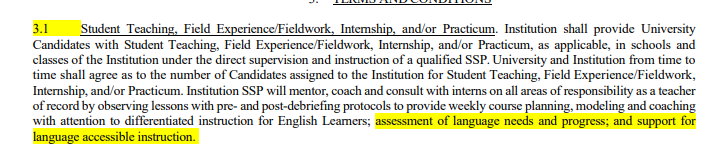 3.1 Student Teaching, Field Experience/Fieldwork, Internship, and/or Practicum. Institution shall provide University
Candidates with Student Teaching, Field Experience/Fieldwork, Internship, and/or Practicum, as applicable, in schools and
classes of the Institution under the direct supervision and instruction of a qualified SSP. University and Institution from time to
time shall agree as to the number of Candidates assigned to the Institution for Student Teaching, Field Experience/Fieldwork,
Internship, and/or Practicum. Institution SSP will mentor, coach and consult with interns on all areas of responsibility as a teacher
of record by observing lessons with pre- and post-debriefing protocols to provide weekly course planning, modeling and coaching
with attention to differentiated instruction for English Learners; assessment of language needs and progress; and support for
language accessible instruction.